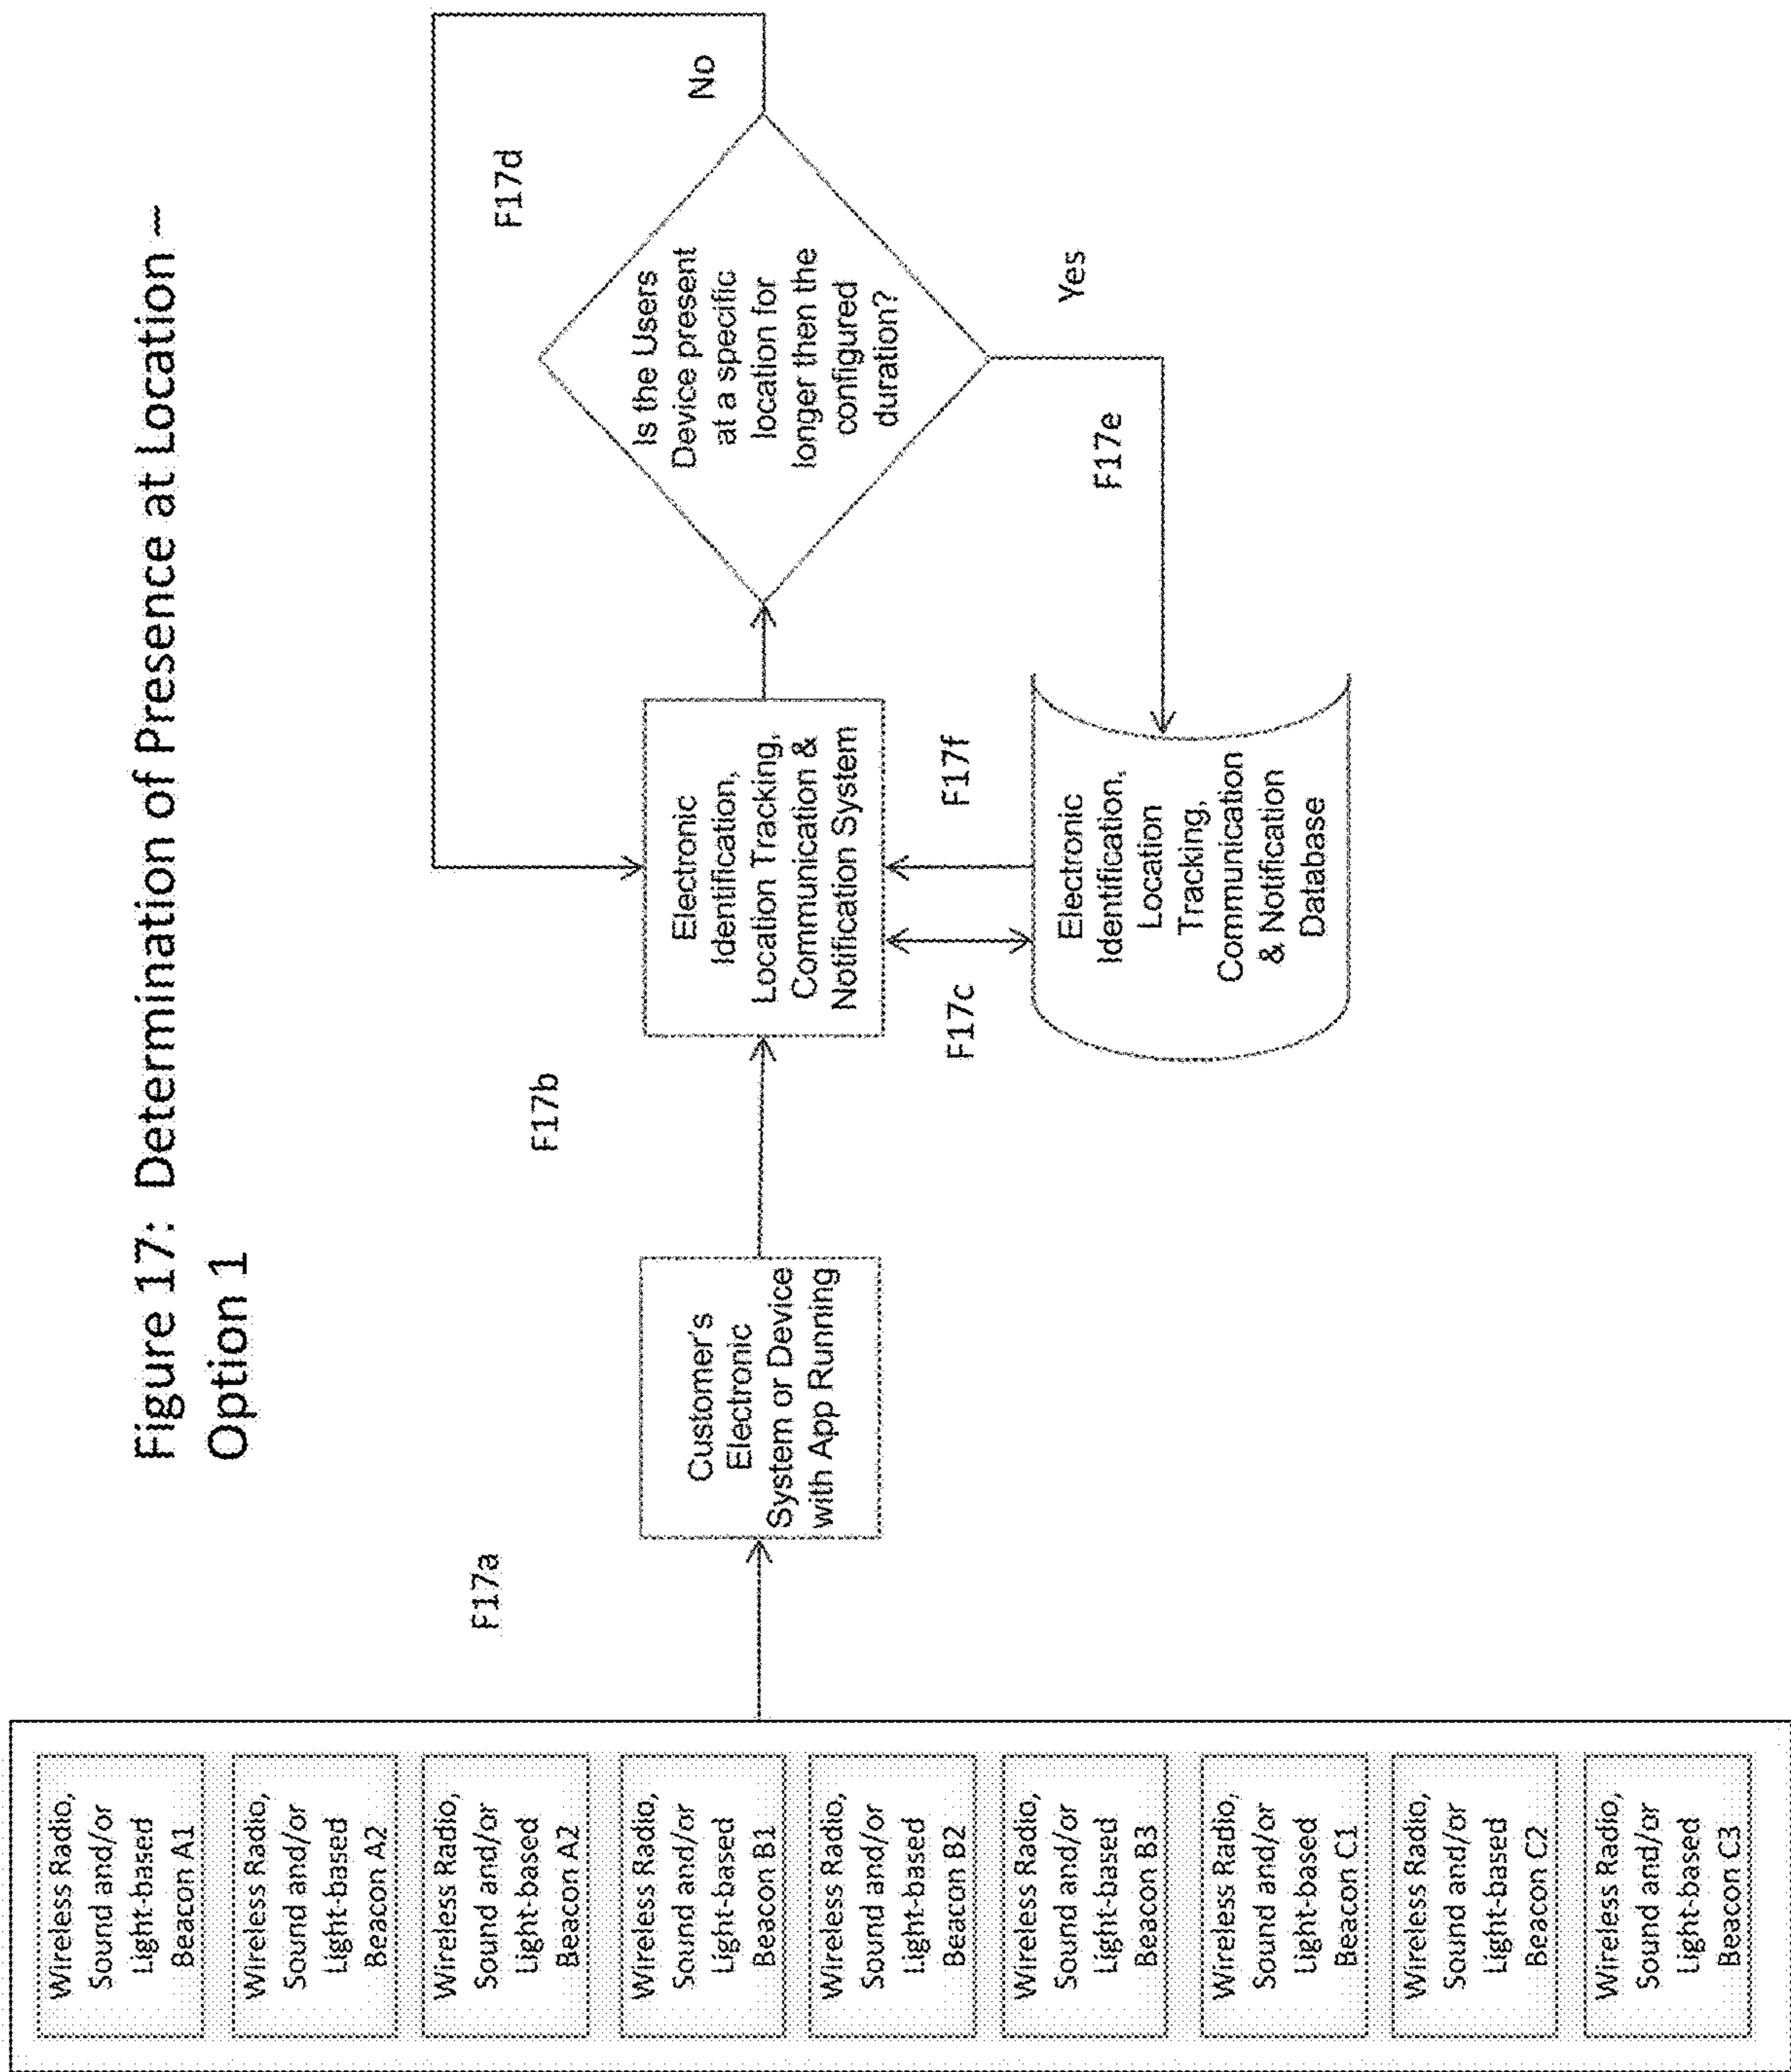 Figure 17: Determination of Presence at Location –
Option 1
Wireless Radio,
Sound and/or
Light-based
Beacon A1
Wireless Radio,
Sound and/or
Light-based
Beacon A2
Wireless Radio,
Sound and/or
Light-based
Beacon A2
Wireless Radio,
Sound and/or
Light-based
Beacon B1
Wireless Radio,
Sound and/or
Light-based
Beacon B2
Wireless Radio,
Sound and/or
Light-based
Beacon B3
Wireless Radio,
Sound and/or
Light-based
Beacon C1
Wireless Radio,
Sound and/or
Light-based
Beacon C2
Wireless Radio,
Sound and/or
Light-based
Beacon C3
F17a
Customer's
Electronic
System or Device
with App Running
F17b
Electronic
Identification,
Location Tracking,
Communication &
Notification System
F17c
F17f
Electronic
Identification,
Location
Tracking,
Communication
& Notification
Database
F17d
Is the Users
Device present
at a specific
location for
longer then the
configured
duration?
No
Yes
F17e